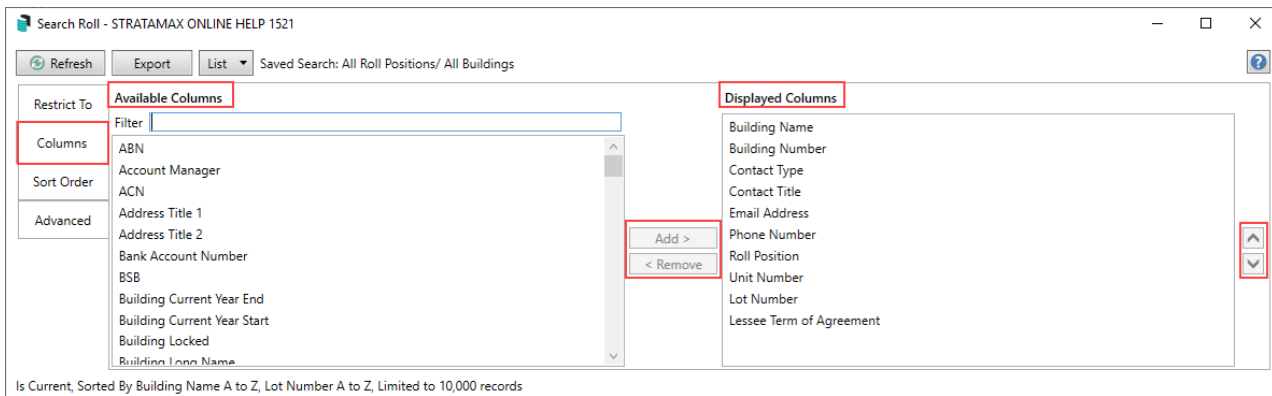 Search Roll - STRATAMAX ONLINE HELP 1521
Refresh Export List Saved Search: All Roll Positions/ All Buildings
Restrict To
Columns
Sort Order
Advanced
Available Columns
Filter
ABN
Account Manager
ACN
Address Title 1
Address Title 2
Bank Account Number
BSB
Building Current Year End
Building Current Year Start
Building Locked
Building Long Name
Add >
< Remove
Displayed Columns
Building Name
Building Number
Contact Type
Contact Title
Email Address
Phone Number
Roll Position
Unit Number
Lot Number
Lessee Term of Agreement
Is Current, Sorted By Building Name A to Z, Lot Number A to Z, Limited to 10,000 records